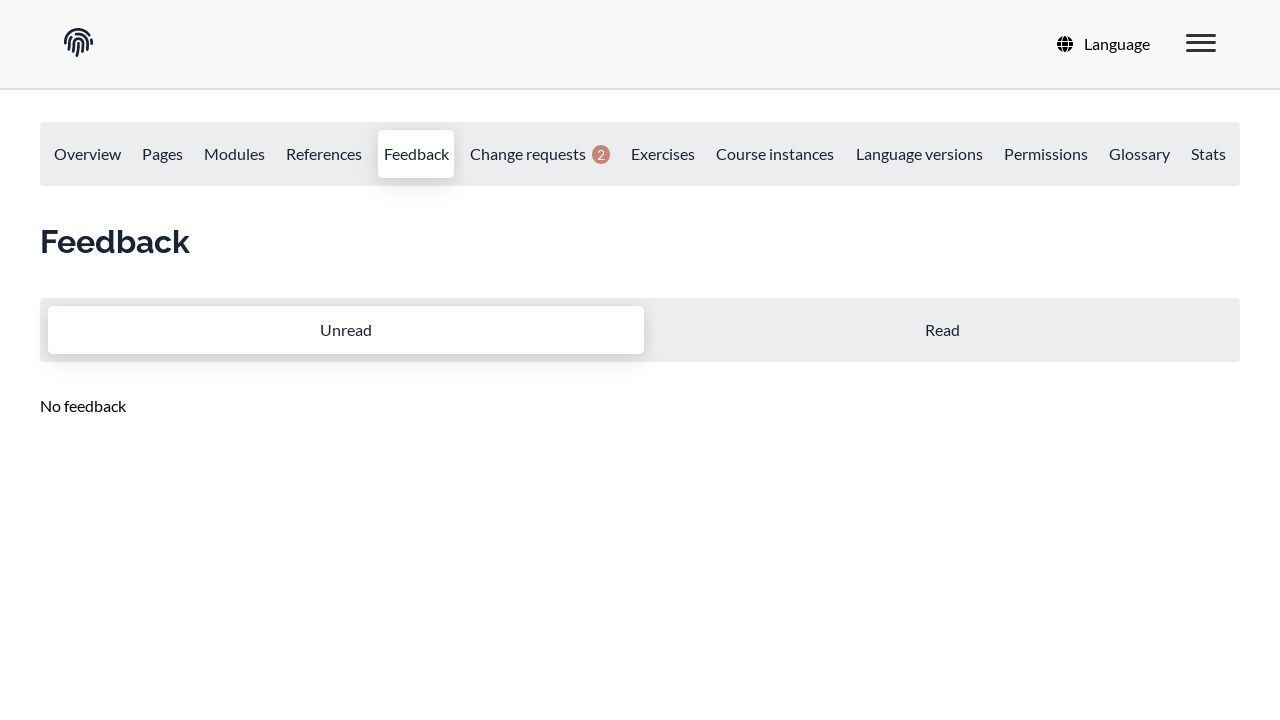 Language
Overview Pages Modules References Feedback Change requests 2 Exercises Course instances Language versions Permissions Glossary Stats
Feedback
Unread Read
No feedback